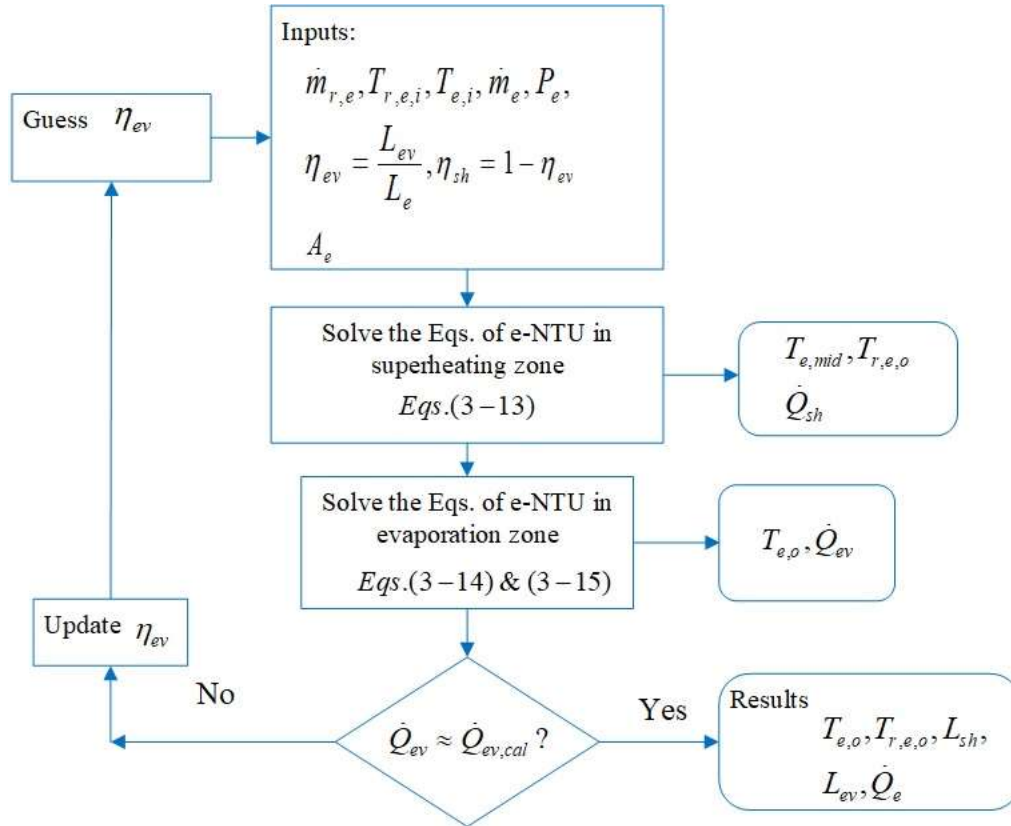 Guess η_ev
Inputs:
ṁ_r,e, T_r,e,i, T_e,i, ṁ_e, P_e,
η_ev = L_ev / L_e, η_sh = 1 − η_ev
A_e
Solve the Eqs. of e-NTU in
superheating zone
Eqs.(3−13)
T_e,mid, T_r,e,o
Q̇_sh
Solve the Eqs. of e-NTU in
evaporation zone
Eqs.(3−14) & (3−15)
T_e,o, Q̇_ev
Update η_ev
No
Q̇_ev ≈ Q̇_ev,cal ?
Yes
Results
T_e,o, T_r,e,o, L_sh,
L_ev, Q̇_e